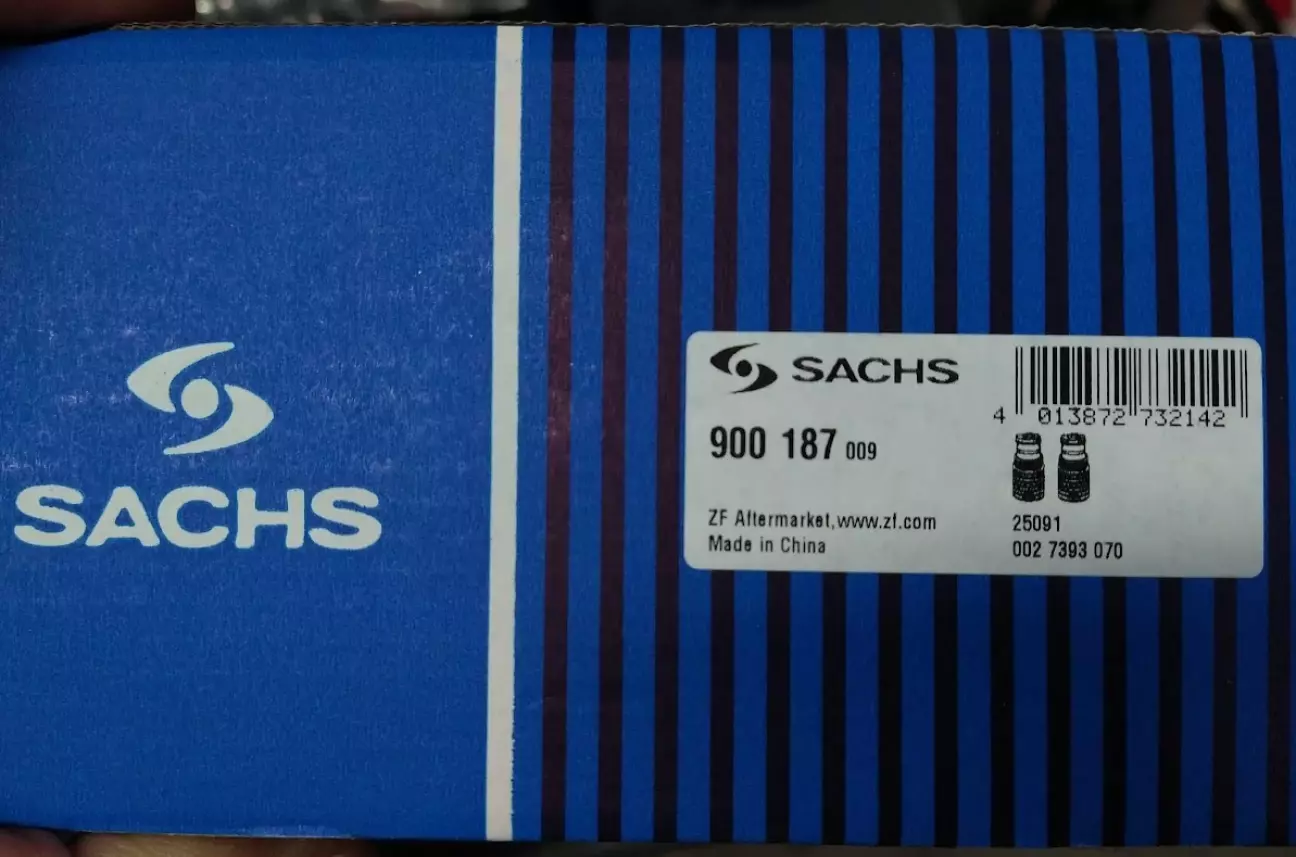 SACHS
SACHS
4 013872 732142
900 187 009
ZF Aftermarket,www.zf.com
Made in China
25091
002 7393 070